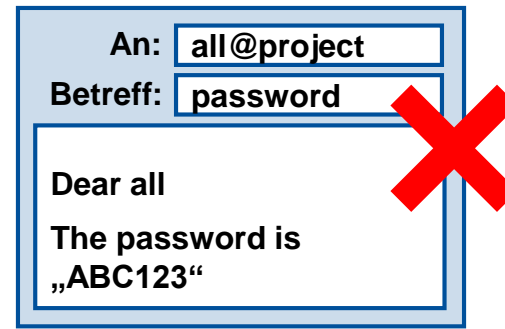 An: all@project
Betreff: password
Dear all
The password is
„ABC123“